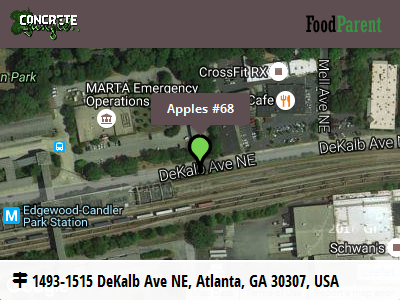 CONCRETE
Jungle
FoodParent
n Park
CrossFit RX
MARTA Emergency
Operations
Cafe
Mell Ave NE
Apples #68
DeKalb Ave NE
DeKalb Ave
M
Edgewood-Candler
Park Station
Schwan's
1493-1515 DeKalb Ave NE, Atlanta, GA 30307, USA